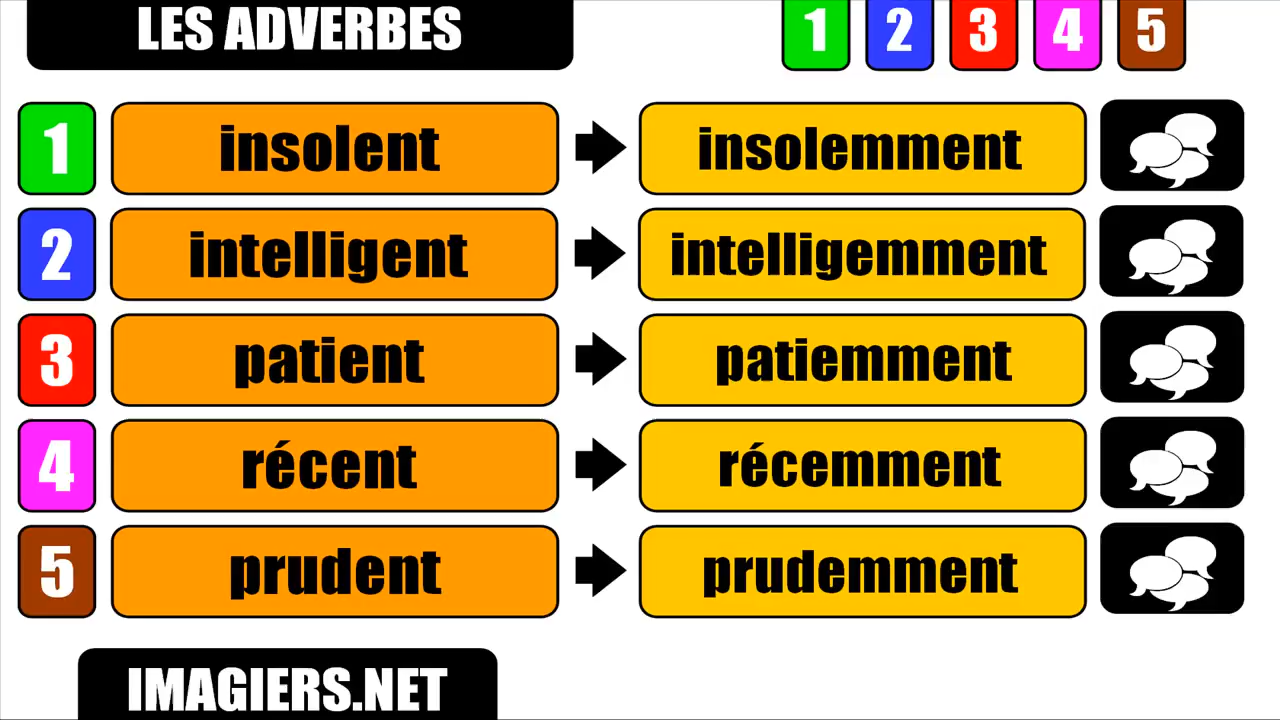 LES ADVERBES
1 2 3 4 5
1 insolent insolemment
2 intelligent intelligemment
3 patient patiemment
4 récent récemment
5 prudent prudemment
IMAGIERS.NET